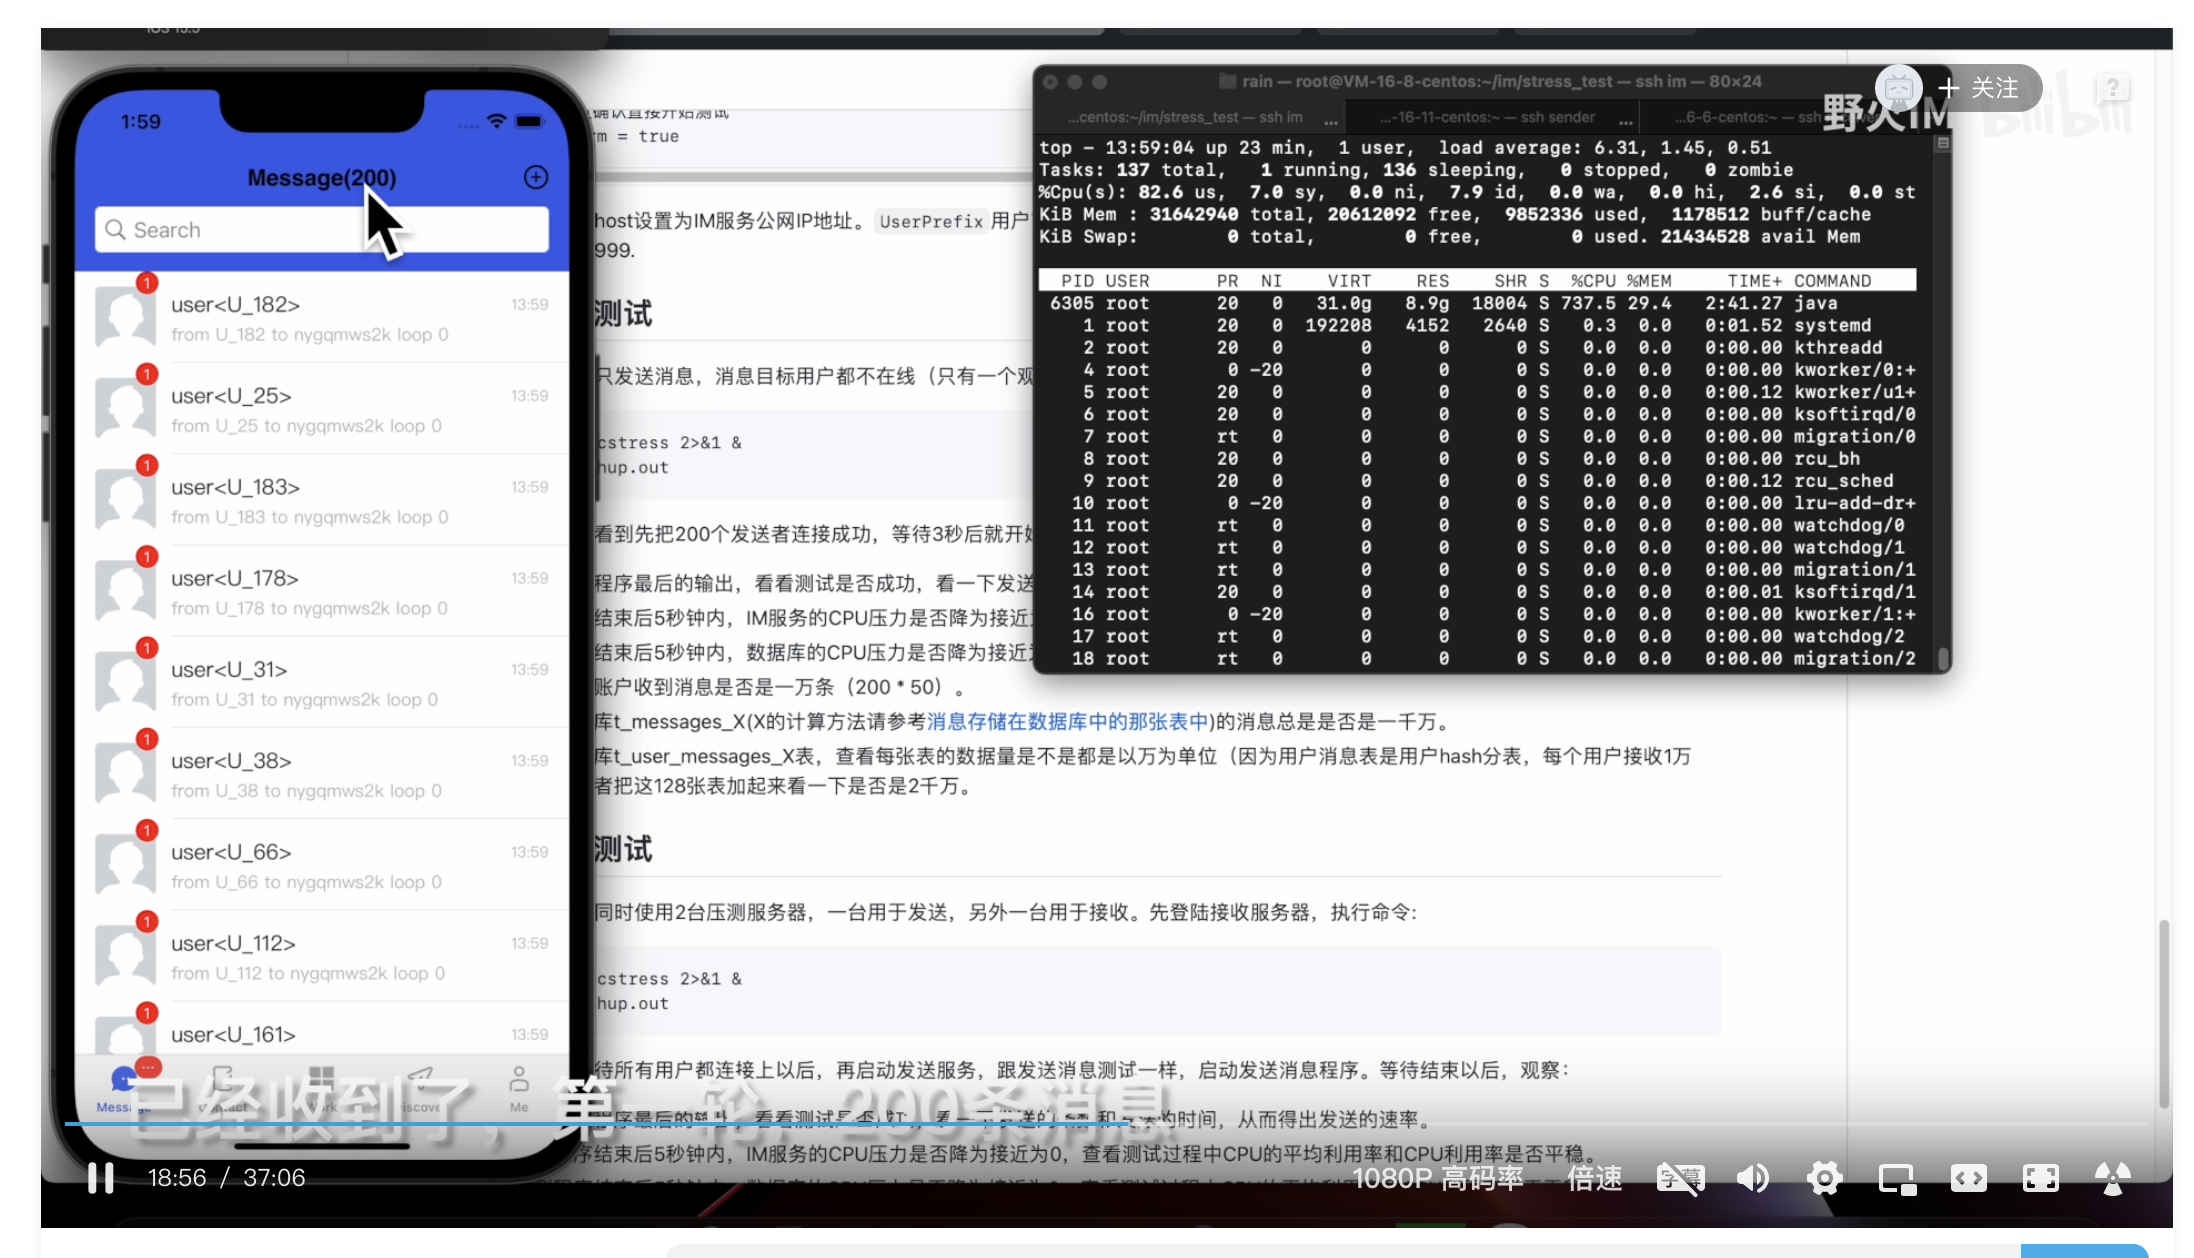 iOS 15.5
1:59
Message(200)
Search
1
user<U_182>
13:59
from U_182 to nygqmws2k loop 0
1
user<U_25>
13:59
from U_25 to nygqmws2k loop 0
1
user<U_183>
13:59
from U_183 to nygqmws2k loop 0
1
user<U_178>
13:59
from U_178 to nygqmws2k loop 0
1
user<U_31>
13:59
from U_31 to nygqmws2k loop 0
1
user<U_38>
13:59
from U_38 to nygqmws2k loop 0
1
user<U_66>
13:59
from U_66 to nygqmws2k loop 0
1
user<U_112>
13:59
from U_112 to nygqmws2k loop 0
1
user<U_161>
13:59
Me
确认直接开始测试
m = true
host设置为IM服务公网IP地址。 UserPrefix 用户
999.
测试
只发送消息，消息目标用户都不在线（只有一个观
cstress 2>&1 &
hup.out
看到先把200个发送者连接成功，等待3秒后就开始
程序最后的输出，看看测试是否成功，看一下发送
结束后5秒钟内，IM服务的CPU压力是否降为接近
结束后5秒钟内，数据库的CPU压力是否降为接近
账户收到消息是否是一万条（200 * 50）。
库t_messages_X(X的计算方法请参考消息存储在数据库中的那张表中)的消息总是是否是一千万。
库t_user_messages_X表，查看每张表的数据量是不是都是以万为单位（因为用户消息表是用户hash分表，每个用户接收1万
者把这128张表加起来看一下是否是2千万。
测试
同时使用2台压测服务器，一台用于发送，另外一台用于接收。先登陆接收服务器，执行命令:
cstress 2>&1 &
hup.out
待所有用户都连接上以后，再启动发送服务，跟发送消息测试一样，启动发送消息程序。等待结束以后，观察:
程序最后的输出，看看测试是否成功，看一下发送的 和发送的时间，从而得出发送的速率。
序结束后5秒钟内，IM服务的CPU压力是否降为接近为0，查看测试过程中CPU的平均利用率和CPU利用率是否平稳。
rain — root@VM-16-8-centos:~/im/stress_test — ssh im — 80×24
...centos:~/im/stress_test — ssh im ...
...-16-11-centos:~ — ssh sender ...
...6-6-centos:~ — ssh
top - 13:59:04 up 23 min, 1 user, load average: 6.31, 1.45, 0.51
Tasks: 137 total, 1 running, 136 sleeping, 0 stopped, 0 zombie
%Cpu(s): 82.6 us, 7.0 sy, 0.0 ni, 7.9 id, 0.0 wa, 0.0 hi, 2.6 si, 0.0 st
KiB Mem : 31642940 total, 20612092 free, 9852336 used, 1178512 buff/cache
KiB Swap: 0 total, 0 free, 0 used. 21434528 avail Mem
PID USER PR NI VIRT RES SHR S %CPU %MEM TIME+ COMMAND
6305 root 20 0 31.0g 8.9g 18004 S 737.5 29.4 2:41.27 java
1 root 20 0 192208 4152 2640 S 0.3 0.0 0:01.52 systemd
2 root 20 0 0 0 0 S 0.0 0.0 0:00.00 kthreadd
4 root 0 -20 0 0 0 S 0.0 0.0 0:00.00 kworker/0:+
5 root 20 0 0 0 0 S 0.0 0.0 0:00.12 kworker/u1+
6 root 20 0 0 0 0 S 0.0 0.0 0:00.00 ksoftirqd/0
7 root rt 0 0 0 0 S 0.0 0.0 0:00.00 migration/0
8 root 20 0 0 0 0 S 0.0 0.0 0:00.00 rcu_bh
9 root 20 0 0 0 0 S 0.0 0.0 0:00.12 rcu_sched
10 root 0 -20 0 0 0 S 0.0 0.0 0:00.00 lru-add-dr+
11 root rt 0 0 0 0 S 0.0 0.0 0:00.00 watchdog/0
12 root rt 0 0 0 0 S 0.0 0.0 0:00.00 watchdog/1
13 root rt 0 0 0 0 S 0.0 0.0 0:00.00 migration/1
14 root 20 0 0 0 0 S 0.0 0.0 0:00.01 ksoftirqd/1
16 root 0 -20 0 0 0 S 0.0 0.0 0:00.00 kworker/1:+
17 root rt 0 0 0 0 S 0.0 0.0 0:00.00 watchdog/2
18 root rt 0 0 0 0 S 0.0 0.0 0:00.00 migration/2
+ 关注
?
野火IM bilibili
已经收到了，第一轮，200条消息
18:56 / 37:06
1080P 高码率
倍速
字幕